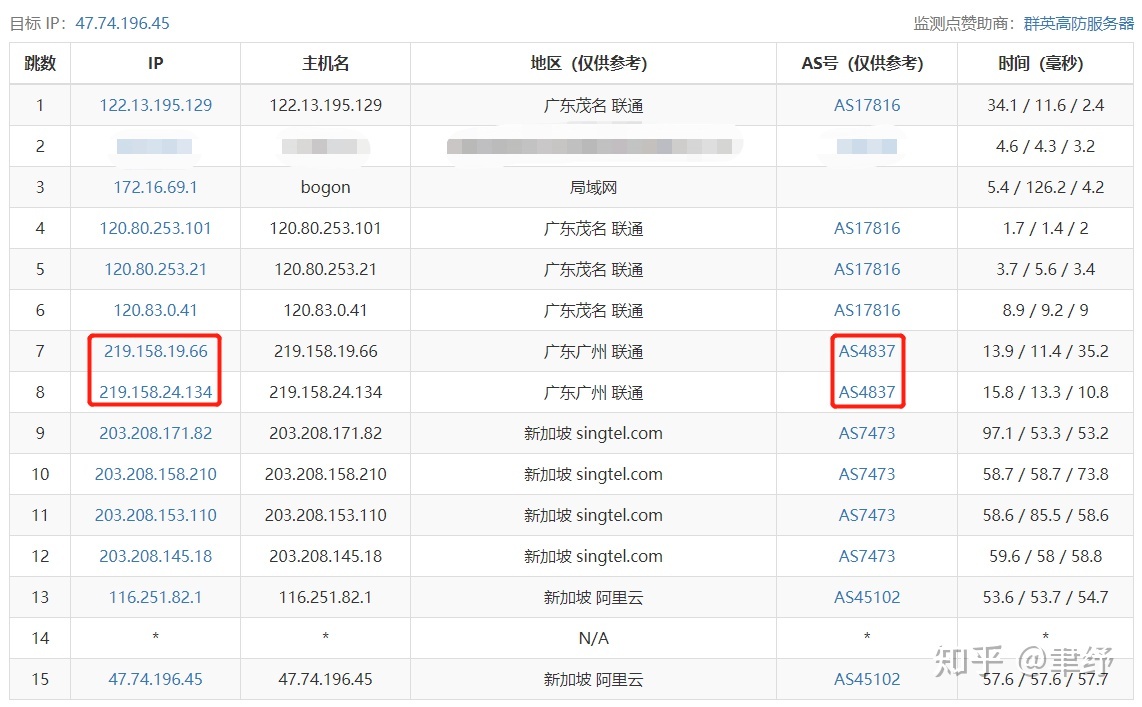 目标 IP：47.74.196.45 监测点赞助商：群英高防服务器
跳数 IP 主机名 地区（仅供参考） AS号（仅供参考） 时间（毫秒）
1 122.13.195.129 122.13.195.129 广东茂名 联通 AS17816 34.1 / 11.6 / 2.4
2 4.6 / 4.3 / 3.2
3 172.16.69.1 bogon 局域网 5.4 / 126.2 / 4.2
4 120.80.253.101 120.80.253.101 广东茂名 联通 AS17816 1.7 / 1.4 / 2
5 120.80.253.21 120.80.253.21 广东茂名 联通 AS17816 3.7 / 5.6 / 3.4
6 120.83.0.41 120.83.0.41 广东茂名 联通 AS17816 8.9 / 9.2 / 9
7 219.158.19.66 219.158.19.66 广东广州 联通 AS4837 13.9 / 11.4 / 35.2
8 219.158.24.134 219.158.24.134 广东广州 联通 AS4837 15.8 / 13.3 / 10.8
9 203.208.171.82 203.208.171.82 新加坡 singtel.com AS7473 97.1 / 53.3 / 53.2
10 203.208.158.210 203.208.158.210 新加坡 singtel.com AS7473 58.7 / 58.7 / 73.8
11 203.208.153.110 203.208.153.110 新加坡 singtel.com AS7473 58.6 / 85.5 / 58.6
12 203.208.145.18 203.208.145.18 新加坡 singtel.com AS7473 59.6 / 58 / 58.8
13 116.251.82.1 116.251.82.1 新加坡 阿里云 AS45102 53.6 / 53.7 / 54.7
14 * * N/A * *
15 47.74.196.45 47.74.196.45 新加坡 阿里云 AS45102 57.6 / 57.6 / 57.7
知乎 @聿纾